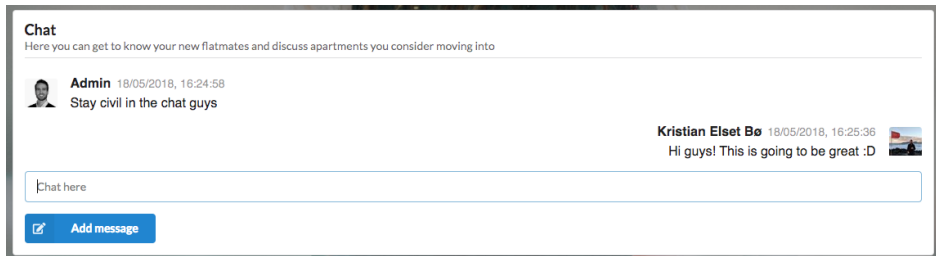 Chat
Here you can get to know your new flatmates and discuss apartments you consider moving into
Admin 18/05/2018, 16:24:58
Stay civil in the chat guys
Kristian Elset Bø 18/05/2018, 16:25:36
Hi guys! This is going to be great :D
Chat here
Add message